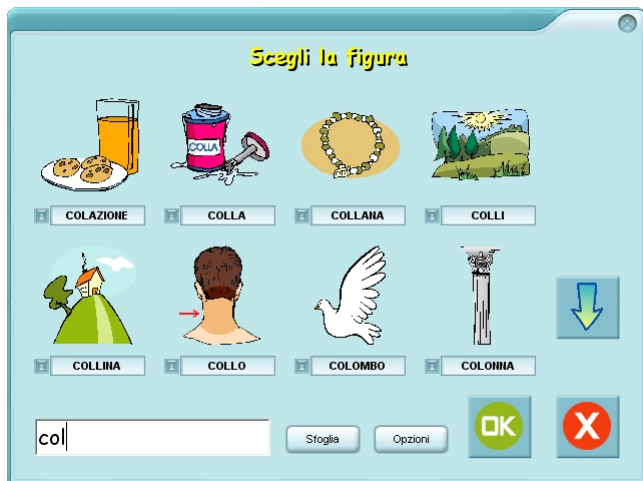 Scegli la figura
COLLA
COLAZIONE COLLA COLLANA COLLI
COLLINA COLLO COLOMBO COLONNA
col
Sfoglia Opzioni OK X